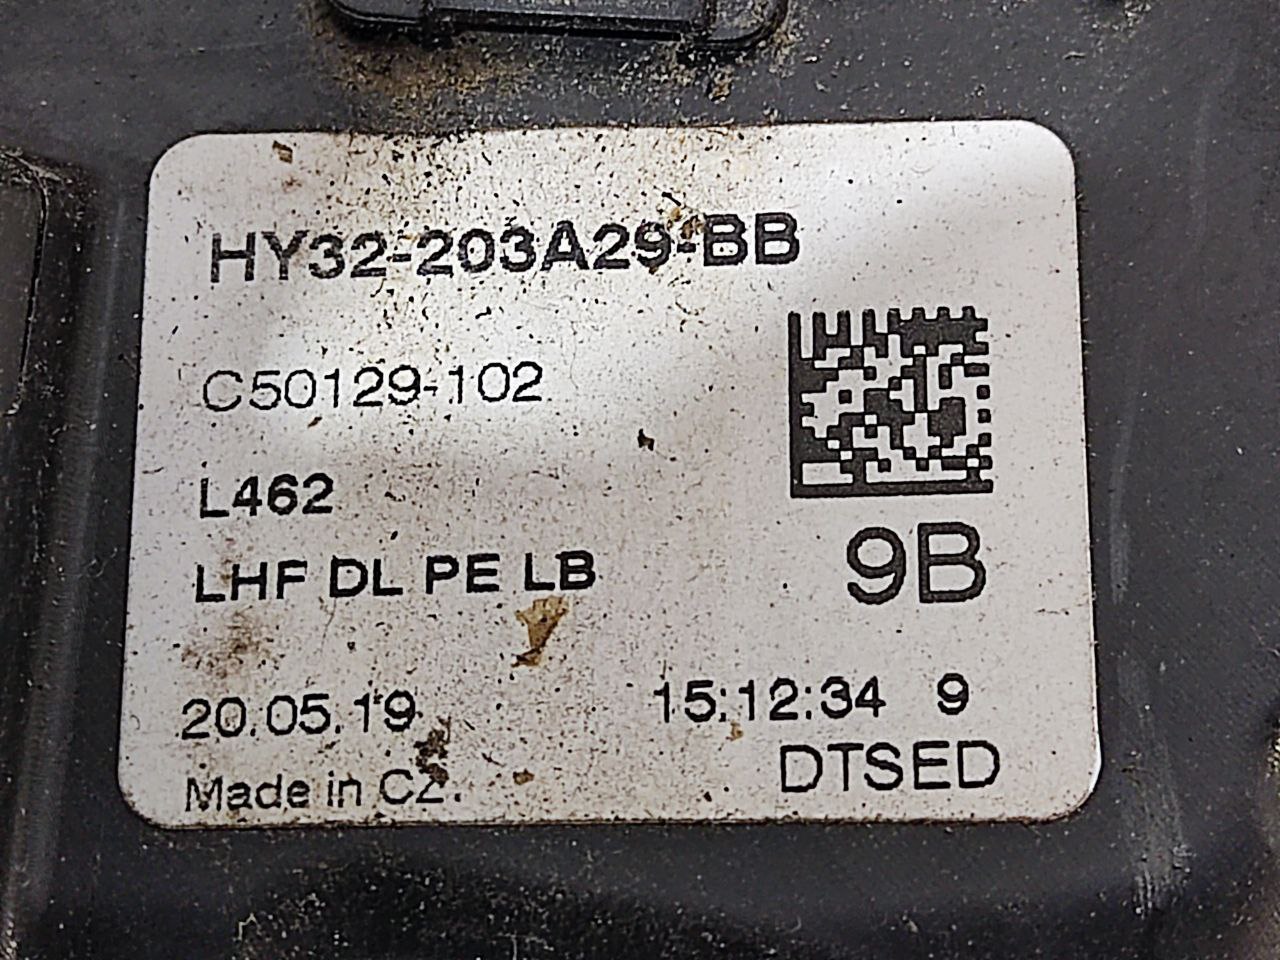 HY32-203A29-BB
C50129-102
L462
LHF DL PE LB
9B
20.05.19 15:12:34 9
Made in CZ. DTSED